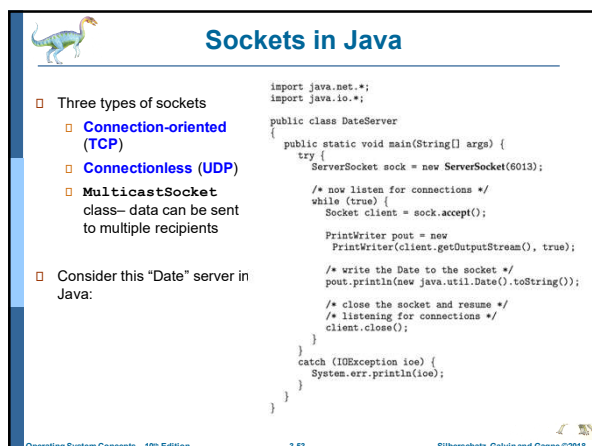 Sockets in Java
Three types of sockets
Connection-oriented
(TCP)
Connectionless (UDP)
MulticastSocket
class– data can be sent
to multiple recipients
Consider this “Date” server in
Java:
import java.net.*;
import java.io.*;
public class DateServer
{
public static void main(String[] args) {
try {
ServerSocket sock = new ServerSocket(6013);
/* now listen for connections */
while (true) {
Socket client = sock.accept();
PrintWriter pout = new
PrintWriter(client.getOutputStream(), true);
/* write the Date to the socket */
pout.println(new java.util.Date().toString());
/* close the socket and resume */
/* listening for connections */
client.close();
}
}
catch (IOException ioe) {
System.err.println(ioe);
}
}
}
Operating System Concepts – 10th Edition
3.53
Silberschatz, Galvin and Gagne ©2018